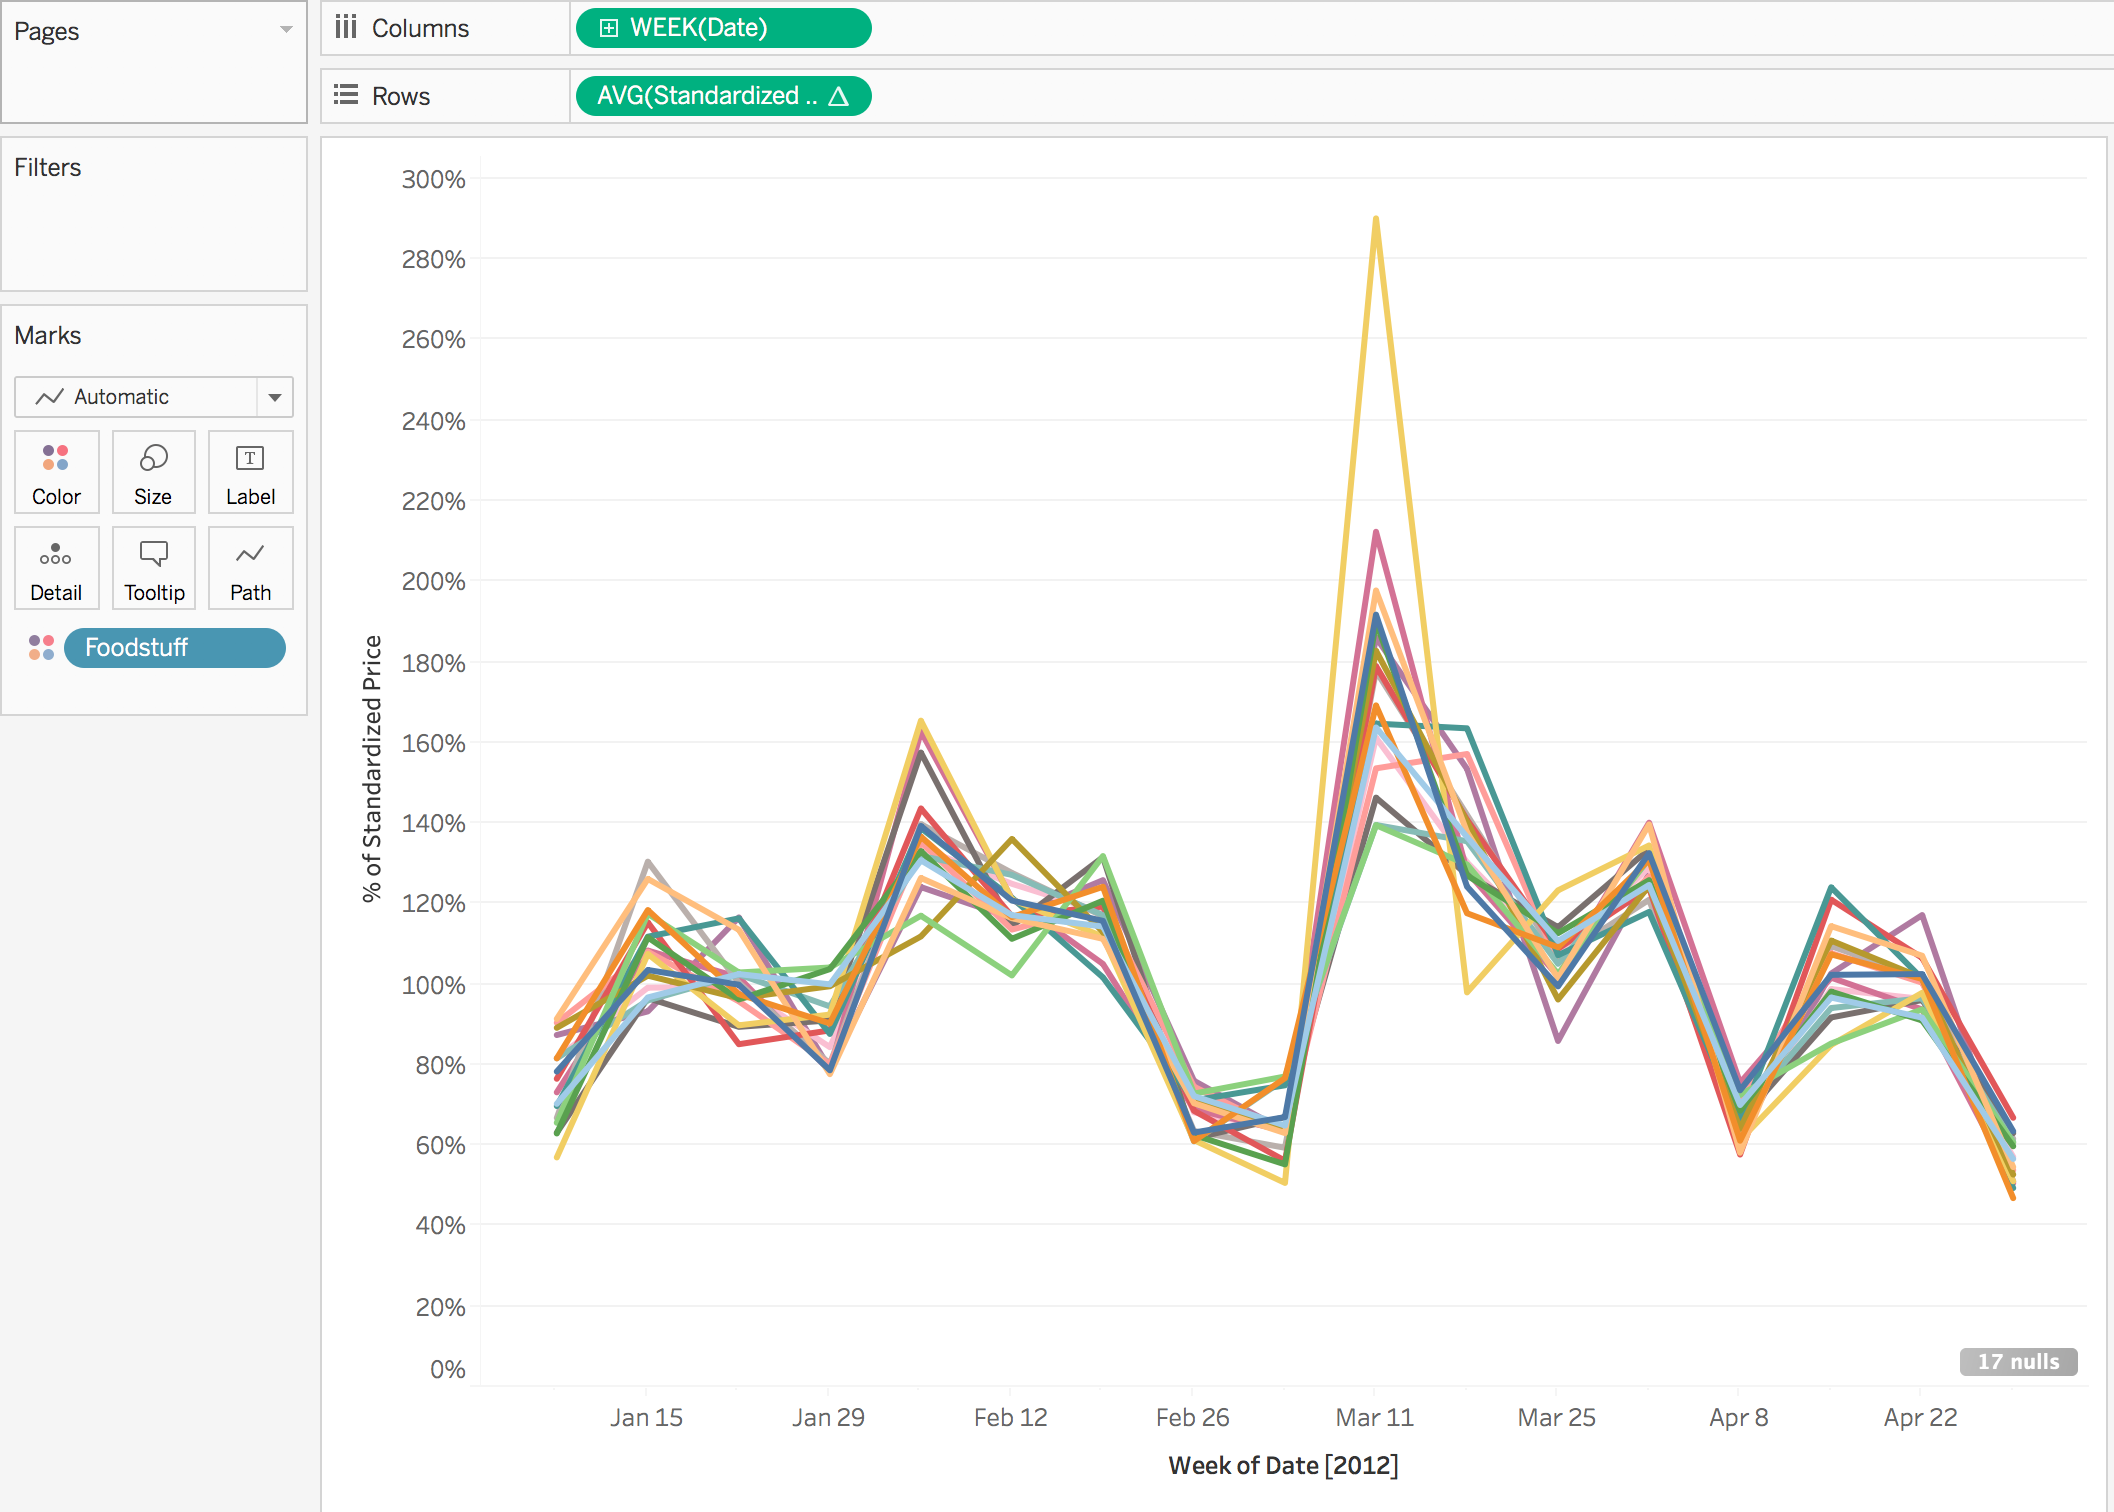 Pages
Columns
WEEK(Date)
Rows
AVG(Standardized ..
Filters
Marks
Automatic
Color
Size
T
Label
Detail
Tooltip
Path
Foodstuff
% of Standardized Price
300%
280%
260%
240%
220%
200%
180%
160%
140%
120%
100%
80%
60%
40%
20%
0%
17 nulls
Jan 15
Jan 29
Feb 12
Feb 26
Mar 11
Mar 25
Apr 8
Apr 22
Week of Date [2012]